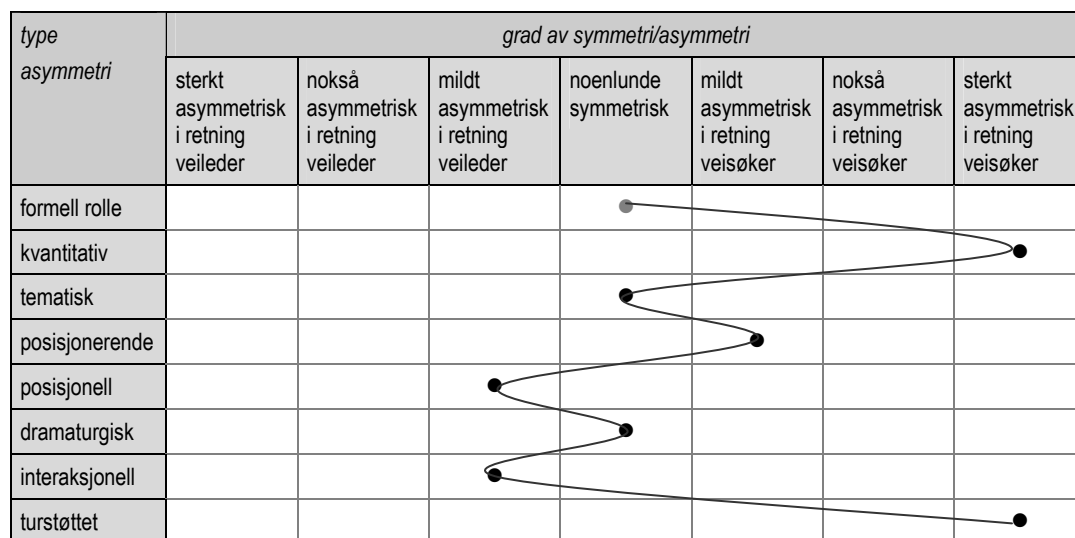 type
asymmetri
grad av symmetri/asymmetri
sterkt
asymmetrisk
i retning
veileder
nokså
asymmetrisk
i retning
veileder
mildt
asymmetrisk
i retning
veileder
noenlunde
symmetrisk
mildt
asymmetrisk
i retning
veisøker
nokså
asymmetrisk
i retning
veisøker
sterkt
asymmetrisk
i retning
veisøker
formell rolle
kvantitativ
tematisk
posisjonerende
posisjonell
dramaturgisk
interaksjonell
turstøttet